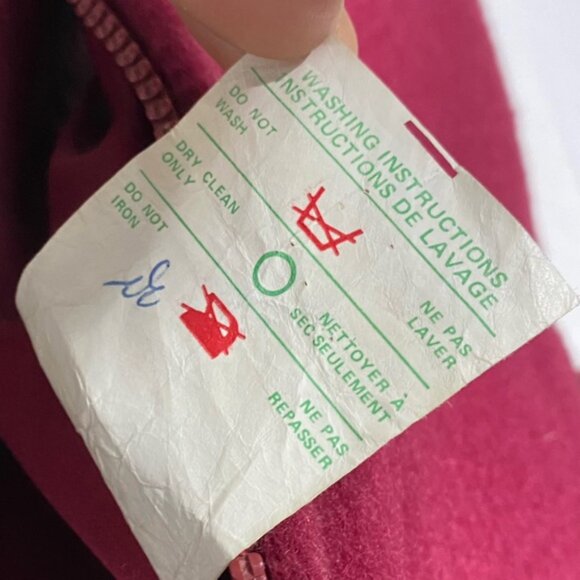 WASHING INSTRUCTIONS
INSTRUCTIONS DE LAVAGE
DO NOT
WASH
NE PAS
LAVER
DRY CLEAN
ONLY
NETTOYER À
SEC SEULEMENT
DO NOT
IRON
NE PAS
REPASSER